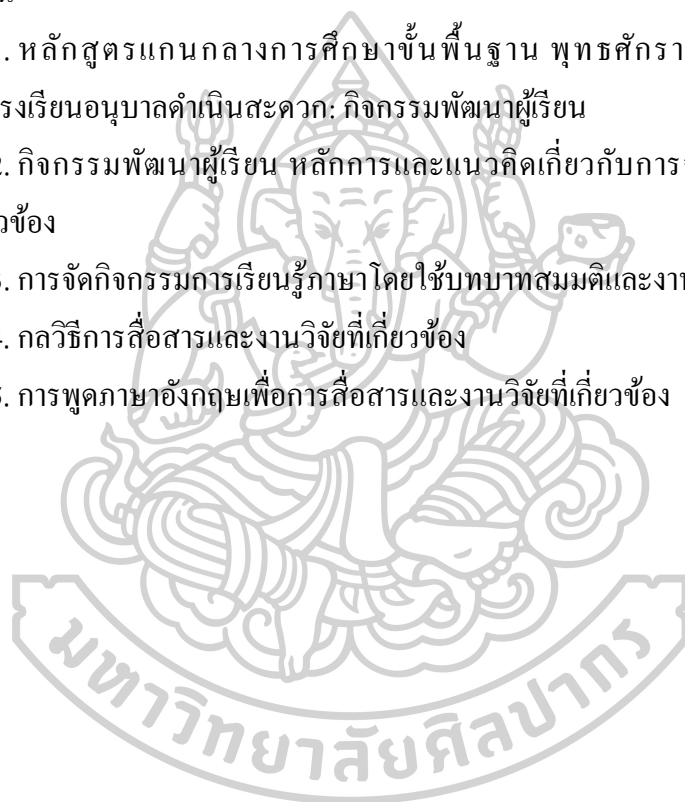 . หลักสูตรแกนกลางการศึกษาขั้นพื้นฐาน พุทธศักรา
รงเรียนอนุบาลดำเนินสะดวก: กิจกรรมพัฒนาผู้เรียน
. กิจกรรมพัฒนาผู้เรียน หลักการและแนวคิดเกี่ยวกับการ
วข้อง
. การจัดกิจกรรมการเรียนรู้ภาษาโดยใช้บทบาทสมมติและงา
. กลวิธีการสื่อสารและงานวิจัยที่เกี่ยวข้อง
. การพูดภาษาอังกฤษเพื่อการสื่อสารและงานวิจัยที่เกี่ยวข้อง
มหาวิทยาลัยศิลปากร